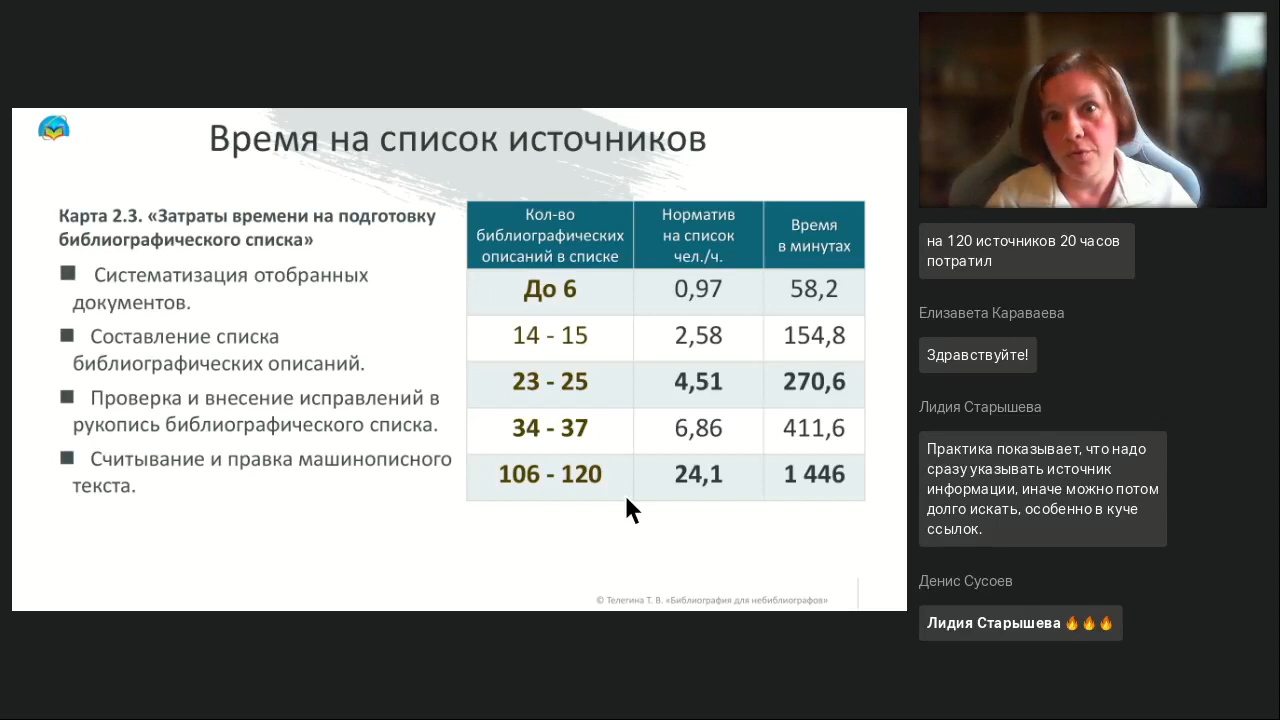 Время на список источников
Карта 2.3. «Затраты времени на подготовку
библиографического списка»
Систематизация отобранных
документов.
Составление списка
библиографических описаний.
Проверка и внесение исправлений в
рукопись библиографического списка.
Считывание и правка машинописного
текста.
Кол-во
библиографических
описаний в списке
Норматив
на список
чел./ч.
Время
в минутах
До 6 0,97 58,2
14 - 15 2,58 154,8
23 - 25 4,51 270,6
34 - 37 6,86 411,6
106 - 120 24,1 1 446
© Телегина Т. В. «Библиография для небиблиографов»
на 120 источников 20 часов
потратил
Елизавета Караваева
Здравствуйте!
Лидия Старышева
Практика показывает, что надо
сразу указывать источник
информации, иначе можно потом
долго искать, особенно в куче
ссылок.
Денис Сусоев
Лидия Старышева 🔥🔥🔥